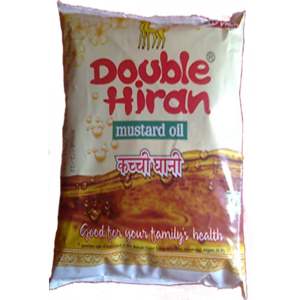 Double®
Hiran
mustard oil
कच्ची घानी
Good for your family's health